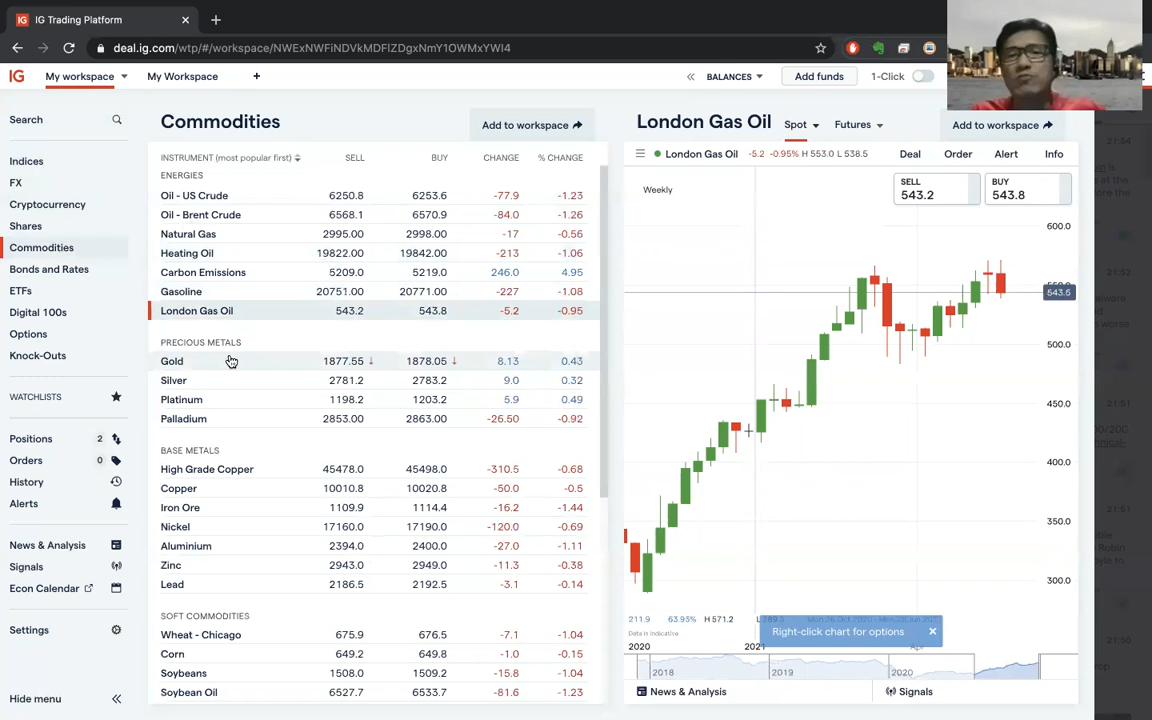 IG Trading Platform
deal.ig.com/wtp/#/workspace/NWExNWFiNDVkMDFlZDgxNmY1OWMxYWI4
IG My workspace My Workspace + BALANCES Add funds 1-Click
Search
Indices
FX
Cryptocurrency
Shares
Commodities
Bonds and Rates
ETFs
Digital 100s
Options
Knock-Outs
WATCHLISTS
Positions 2
Orders 0
History
Alerts
News & Analysis
Signals
Econ Calendar
Settings
Hide menu
Commodities Add to workspace
INSTRUMENT (most popular first) SELL BUY CHANGE % CHANGE
ENERGIES
Oil - US Crude 6250.8 6253.6 -77.9 -1.23
Oil - Brent Crude 6568.1 6570.9 -84.0 -1.26
Natural Gas 2995.00 2998.00 -17 -0.56
Heating Oil 19822.00 19842.00 -213 -1.06
Carbon Emissions 5209.0 5219.0 246.0 4.95
Gasoline 20751.00 20771.00 -227 -1.08
London Gas Oil 543.2 543.8 -5.2 -0.95
PRECIOUS METALS
Gold 1877.55 ↓ 1878.05 ↓ 8.13 0.43
Silver 2781.2 2783.2 9.0 0.32
Platinum 1198.2 1203.2 5.9 0.49
Palladium 2853.00 2863.00 -26.50 -0.92
BASE METALS
High Grade Copper 45478.0 45498.0 -310.5 -0.68
Copper 10010.8 10020.8 -50.0 -0.5
Iron Ore 1109.9 1114.4 -16.2 -1.44
Nickel 17160.0 17190.0 -120.0 -0.69
Aluminium 2394.0 2400.0 -27.0 -1.11
Zinc 2943.0 2949.0 -11.3 -0.38
Lead 2186.5 2192.5 -3.1 -0.14
SOFT COMMODITIES
Wheat - Chicago 675.9 676.5 -7.1 -1.04
Corn 649.2 649.8 -1.0 -0.15
Soybeans 1508.0 1509.2 -15.8 -1.04
Soybean Oil 6527.7 6533.7 -81.6 -1.23
London Gas Oil Spot Futures Add to workspace
London Gas Oil -5.2 -0.95% H 553.0 L 538.5 Deal Order Alert Info
Weekly
SELL
543.2
BUY
543.8
600.0
543.5
500.0
450.0
400.0
350.0
300.0
211.9 63.93% H 571.2
Data is indicative
Right-click chart for options
2020 2021
2018 2019 2020
News & Analysis Signals
21:54
21:52
21:51
21:51
21:50